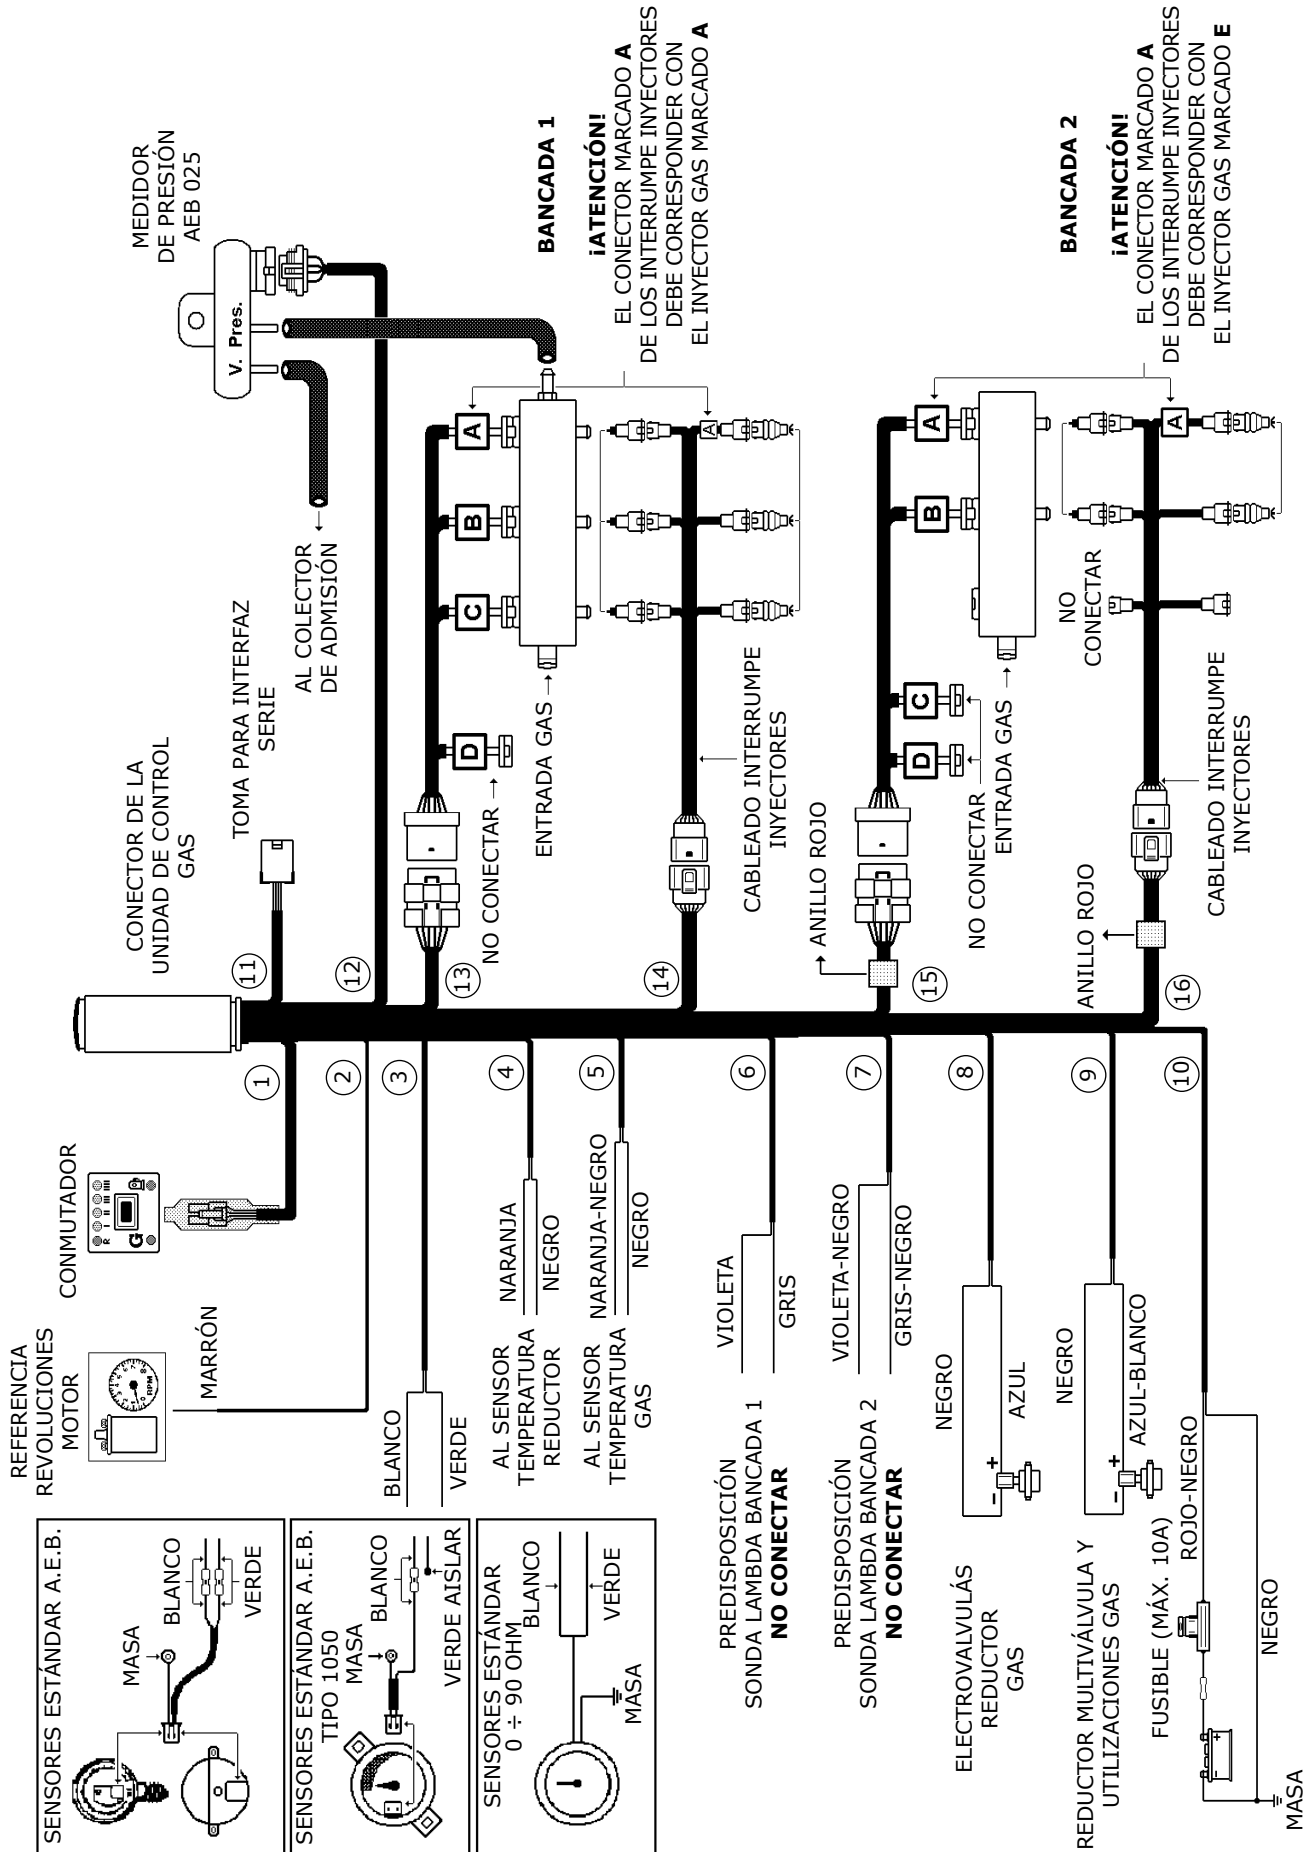 SENSORES ESTÁNDAR A.E.B.
MASA
BLANCO
VERDE
SENSORES ESTÁNDAR A.E.B.
TIPO 1050
MASA
BLANCO
VERDE AISLAR
SENSORES ESTÁNDAR
0 ÷ 90 OHM
BLANCO
VERDE
MASA
REFERENCIA
REVOLUCIONES
MOTOR
RPM
MARRÓN
CONMUTADOR
R I II III IIII
G
BLANCO
VERDE
AL SENSOR
TEMPERATURA
REDUCTOR
NARANJA
NEGRO
AL SENSOR
TEMPERATURA
GAS
NARANJA-NEGRO
NEGRO
PREDISPOSICIÓN
SONDA LAMBDA BANCADA 1
NO CONECTAR
VIOLETA
GRIS
PREDISPOSICIÓN
SONDA LAMBDA BANCADA 2
NO CONECTAR
VIOLETA-NEGRO
GRIS-NEGRO
ELECTROVALVULÁS
REDUCTOR
GAS
NEGRO
AZUL
− +
REDUCTOR MULTIVÁLVULA Y
UTILIZACIONES GAS
NEGRO
AZUL-BLANCO
− +
FUSIBLE (MÁX. 10A)
ROJO-NEGRO
NEGRO
− +
MASA
1
2
3
4
5
6
7
8
9
10
CONECTOR DE LA
UNIDAD DE CONTROL
GAS
11
12
13
14
15
16
TOMA PARA INTERFAZ
SERIE
AL COLECTOR
DE ADMISIÓN
MEDIDOR
DE PRESIÓN
AEB 025
V. Pres.
NO CONECTAR
D
C
B
A
ENTRADA GAS
BANCADA 1
¡ATENCIÓN!
EL CONECTOR MARCADO A
DE LOS INTERRUMPE INYECTORES
DEBE CORRESPONDER CON
EL INYECTOR GAS MARCADO A
A
CABLEADO INTERRUMPE
INYECTORES
ANILLO ROJO
NO CONECTAR
D
C
B
A
ENTRADA GAS
BANCADA 2
¡ATENCIÓN!
EL CONECTOR MARCADO A
DE LOS INTERRUMPE INYECTORES
DEBE CORRESPONDER CON
EL INYECTOR GAS MARCADO E
NO
CONECTAR
A
ANILLO ROJO
CABLEADO INTERRUMPE
INYECTORES